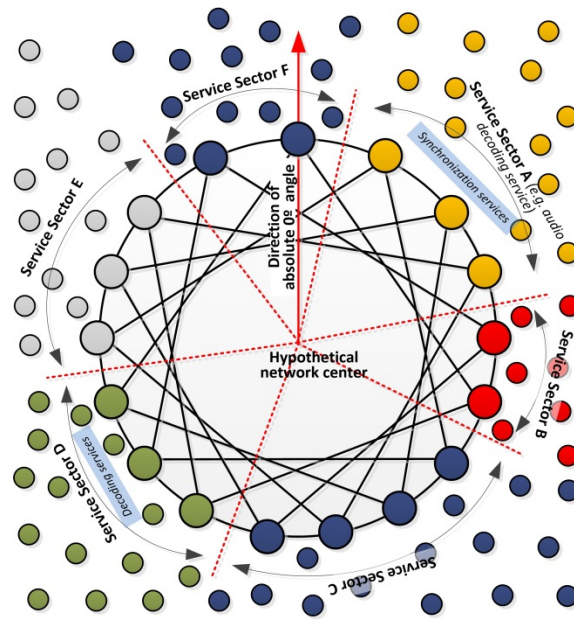 Service Sector F
Service Sector A
(e.g. audio
decoding service)
Synchronization services
Service Sector E
Direction of
absolute 0º angle
Hypothetical
network center
Service Sector B
Service Sector D
Decoding services
Service Sector C